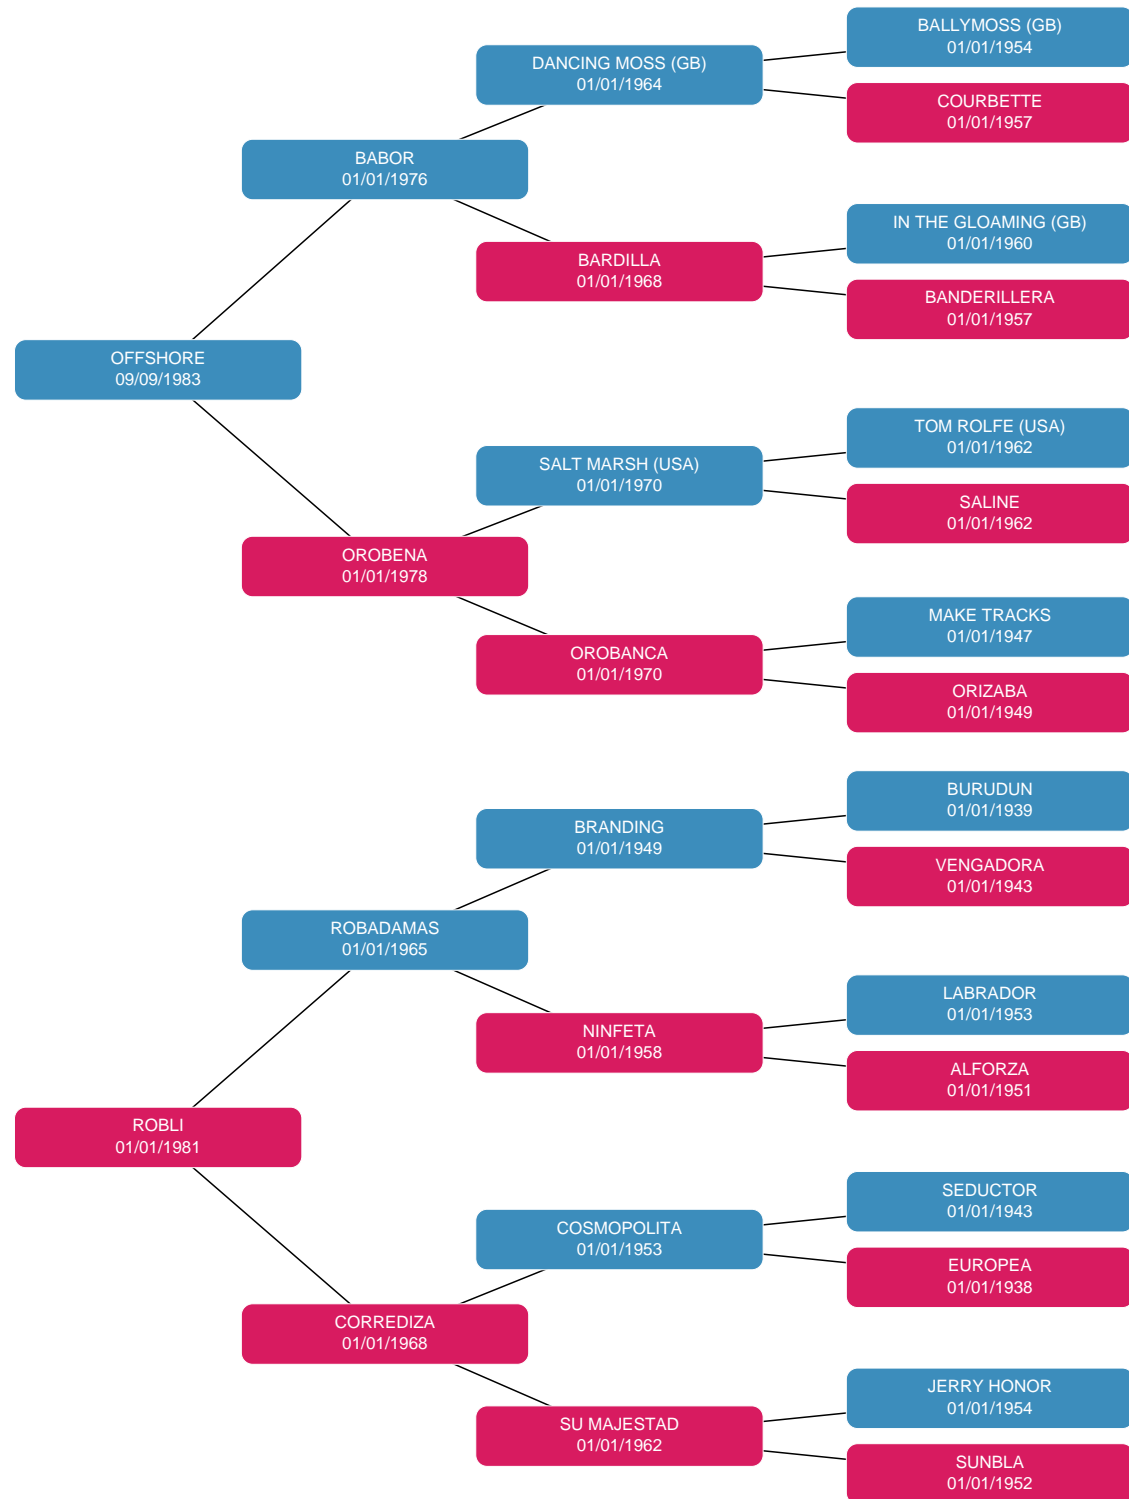 BALLYMOSS (GB)
01/01/1954
DANCING MOSS (GB)
01/01/1964
COURBETTE
01/01/1957
BABOR
01/01/1976
IN THE GLOAMING (GB)
01/01/1960
BARDILLA
01/01/1968
BANDERILLERA
01/01/1957
OFFSHORE
09/09/1983
TOM ROLFE (USA)
01/01/1962
SALT MARSH (USA)
01/01/1970
SALINE
01/01/1962
OROBENA
01/01/1978
MAKE TRACKS
01/01/1947
OROBANCA
01/01/1970
ORIZABA
01/01/1949
BURUDUN
01/01/1939
BRANDING
01/01/1949
VENGADORA
01/01/1943
ROBADAMAS
01/01/1965
LABRADOR
01/01/1953
NINFETA
01/01/1958
ALFORZA
01/01/1951
ROBLI
01/01/1981
SEDUCTOR
01/01/1943
COSMOPOLITA
01/01/1953
EUROPEA
01/01/1938
CORREDIZA
01/01/1968
JERRY HONOR
01/01/1954
SU MAJESTAD
01/01/1962
SUNBLA
01/01/1952